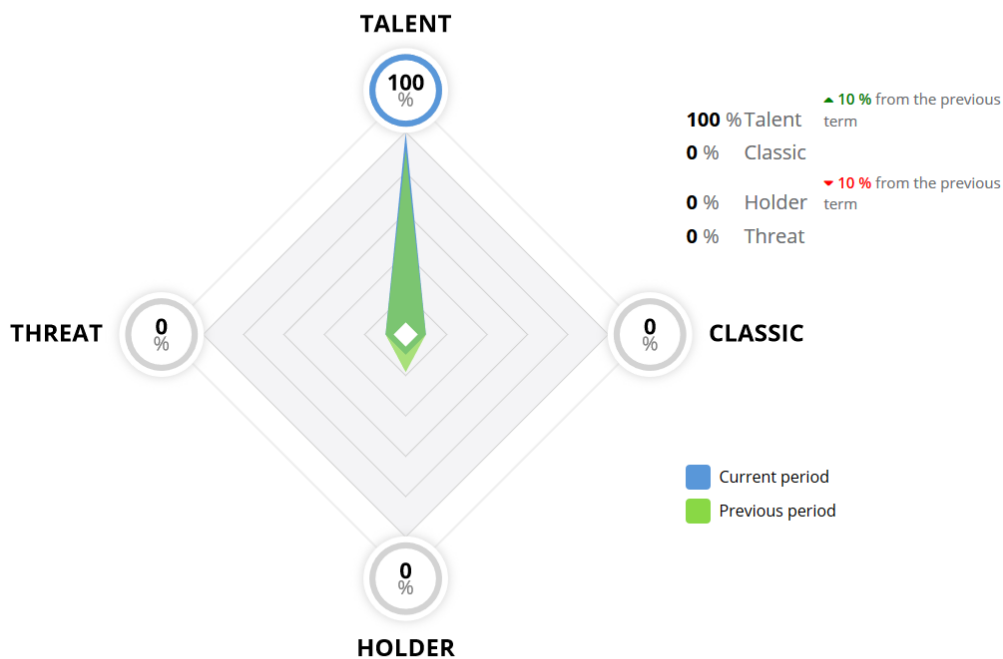 TALENT
100
%
THREAT
0
%
0
%
CLASSIC
0
%
HOLDER
100 % Talent
▲ 10 % from the previous
term
0 % Classic
0 % Holder
▼ 10 % from the previous
term
0 % Threat
Current period
Previous period